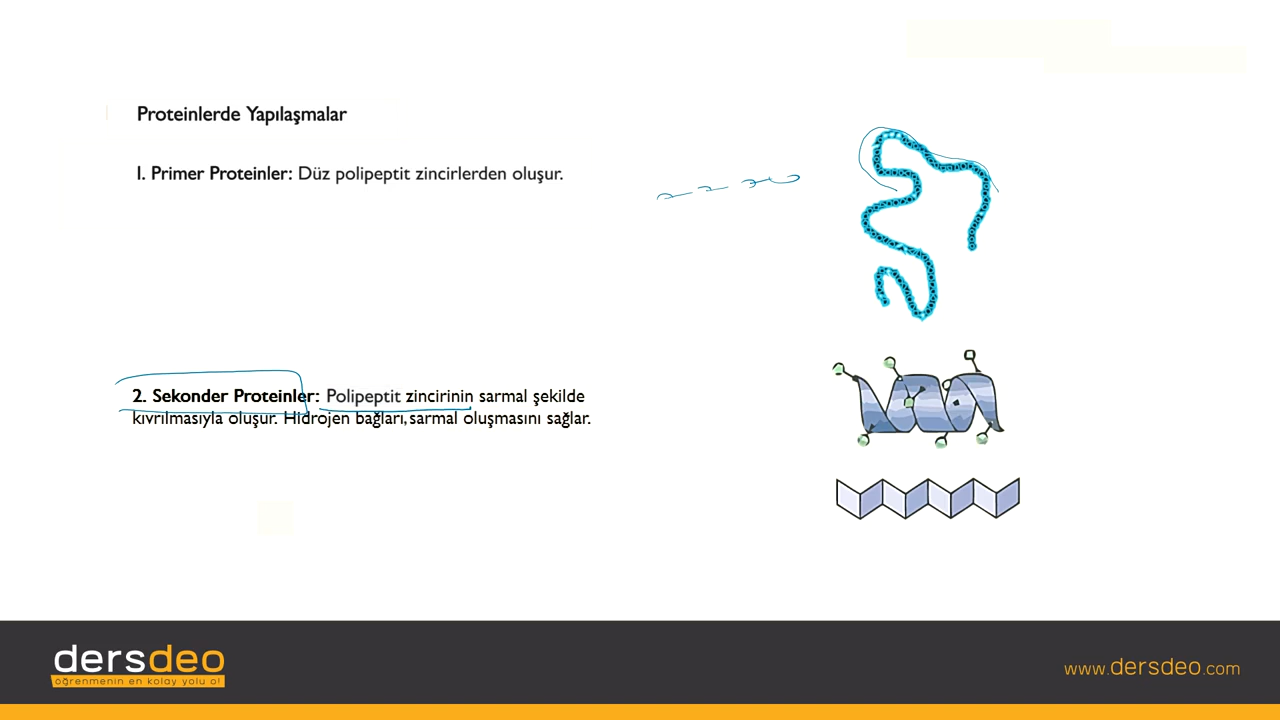 Proteinlerde Yapılaşmalar
1. Primer Proteinler: Düz polipeptit zincirlerden oluşur.
2. Sekonder Proteinler: Polipeptit zincirinin sarmal şekilde
kıvrılmasıyla oluşur. Hidrojen bağları, sarmal oluşmasını sağlar.
dersdeo
öğrenmenin en kolay yolu o!
www.dersdeo.com